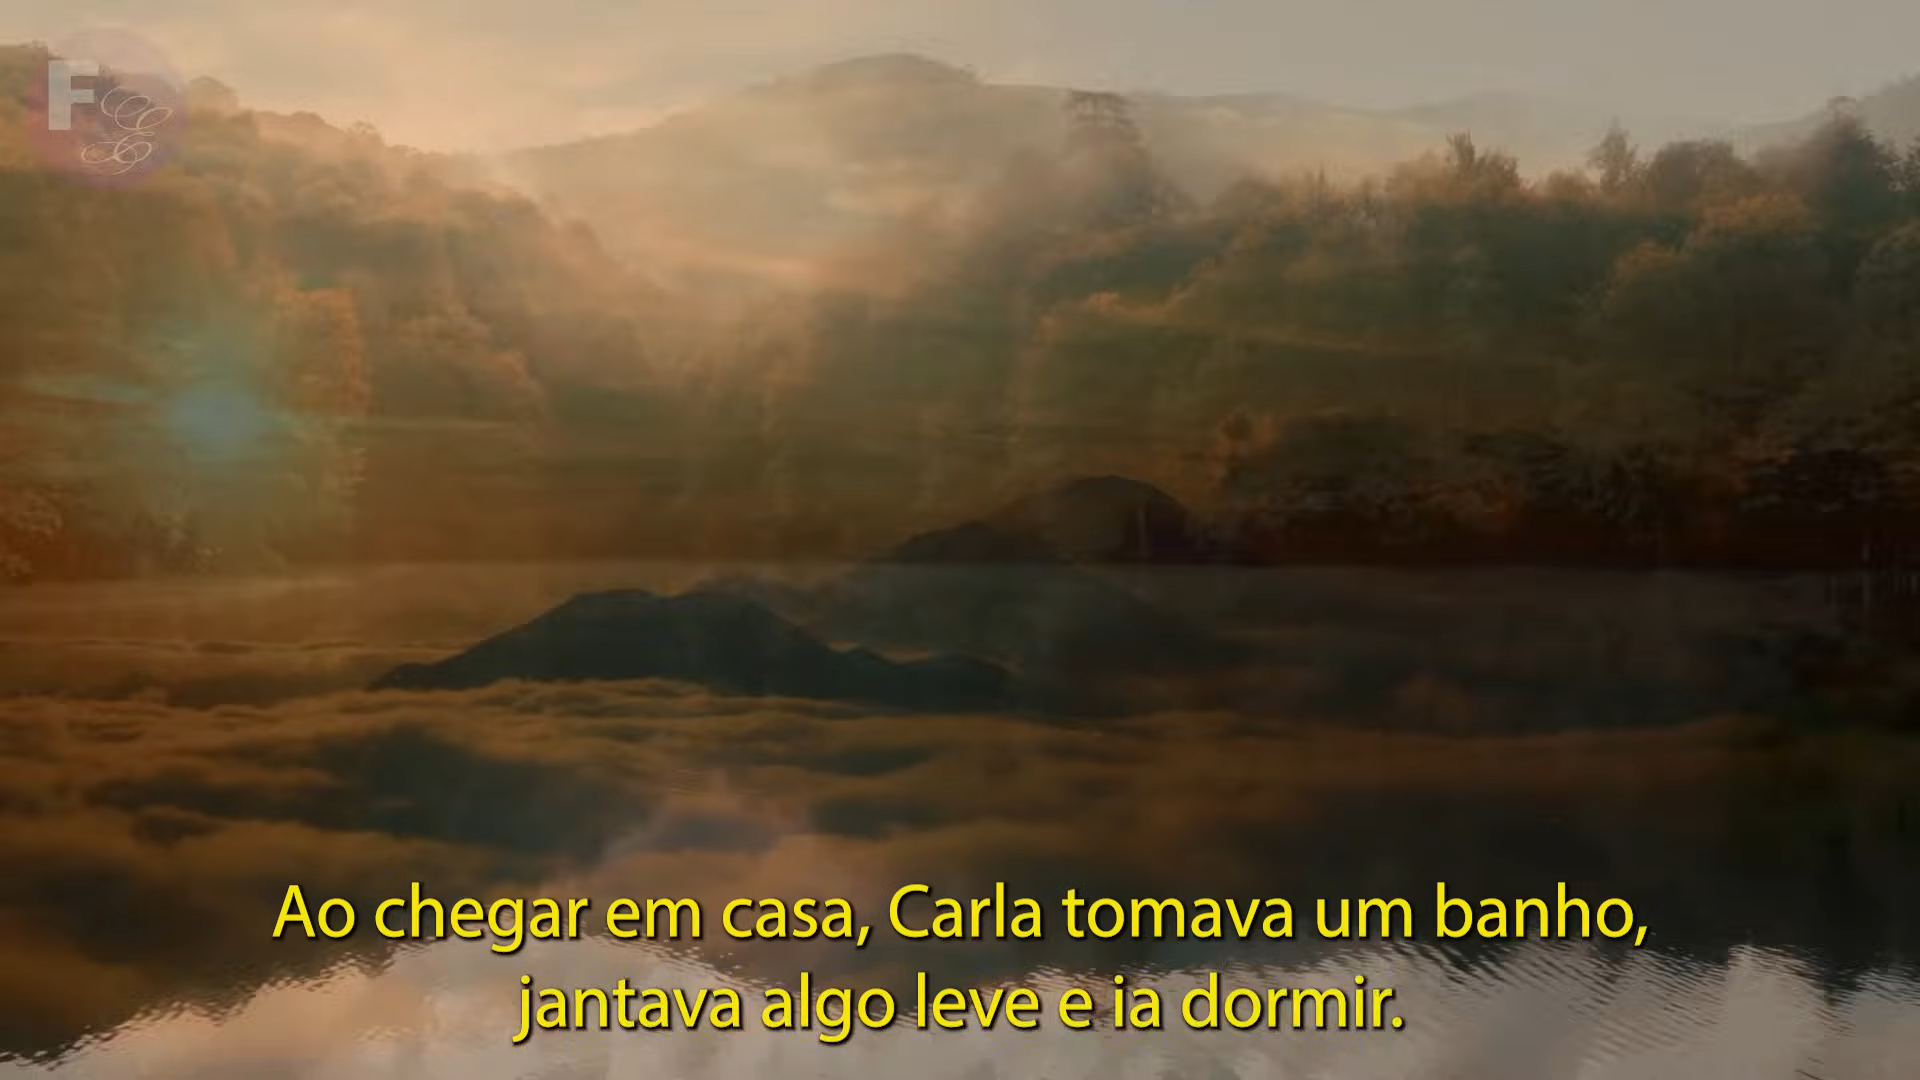 F
Ao chegar em casa, Carla tomava um banho,
jantava algo leve e ia dormir.